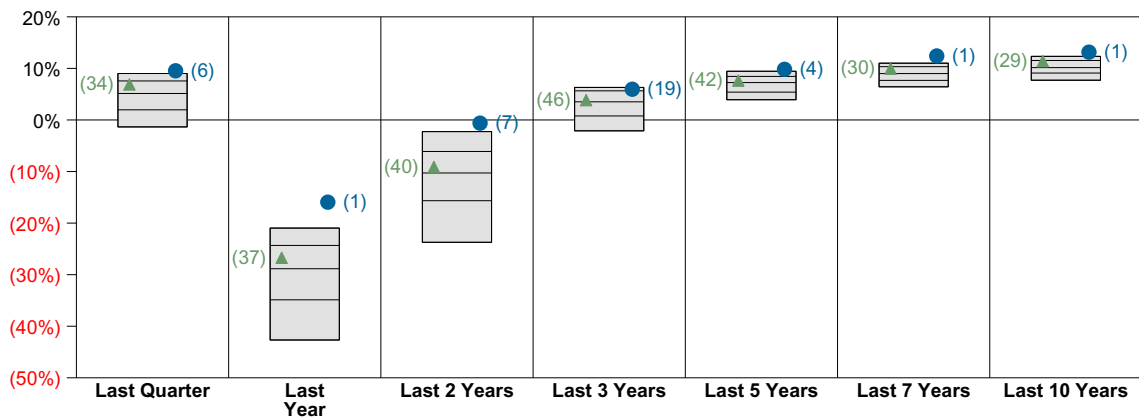 20%
10%
0%
(10%)
(20%)
(30%)
(40%)
(50%)
(34)
(6)
(37)
(1)
(40)
(7)
(46)
(19)
(42)
(4)
(30)
(1)
(29)
(1)
Last Quarter
Last
Year
Last 2 Years
Last 3 Years
Last 5 Years
Last 7 Years
Last 10 Years